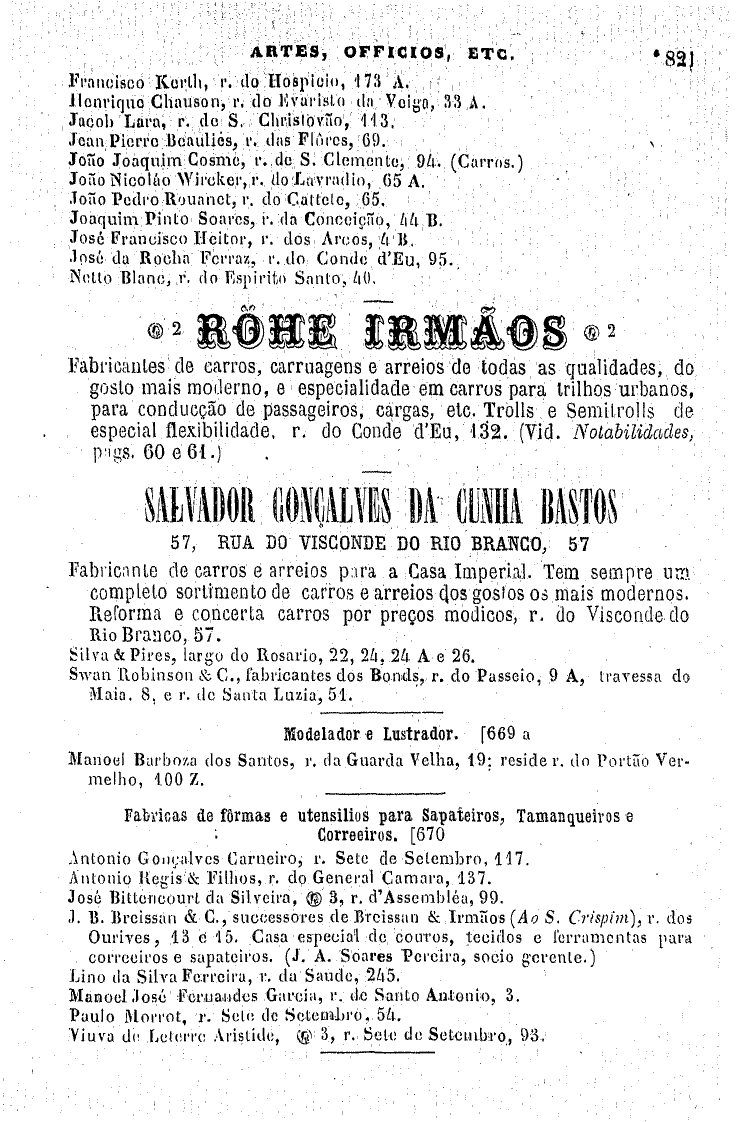 ARTES, OFFICIOS, ETC. 821
Francisco Kerth, r. do Hospicio, 173 A.
Henrique Chauson, r. do Evaristo da Veiga, 33 A.
Jacob Lara, r. de S. Christovão, 113.
Jean Pierre Beauliés, r. das Flôres, 69.
João Joaquim Cosme, r. de S. Clemente, 94. (Carros.)
João Nicoláo Wircker, r. do Lavradio, 65 A.
João Pedro Rouanet, r. do Cattete, 65.
Joaquim Pinto Soares, r. da Conceição, 44 B.
José Francisco Heitor, r. dos Arcos, 4 B.
José da Rocha Ferraz, r. do Conde d'Eu, 95.
Netto Blanc, r. do Espirito Santo, 40.
2 RÖHE IRMÃOS 2
Fabricantes de carros, carruagens e arreios de todas as qualidades, do
gosto mais moderno, e especialidade em carros para trilhos urbanos,
para conducção de passageiros, cargas, etc. Trolls e Semitrolls de
especial flexibilidade, r. do Conde d'Eu, 132. (Vid. Notabilidades,
pags. 60 e 61.)
SALVADOR GONÇALVES DA CUNHA BASTOS
57, RUA DO VISCONDE DO RIO BRANCO, 57
Fabricante de carros e arreios para a Casa Imperial. Tem sempre um
completo sortimento de carros e arreios dos gostos os mais modernos.
Reforma e concerta carros por preços modicos, r. do Visconde do
Rio Branco, 57.
Silva & Pires, largo do Rosario, 22, 24, 24 A e 26.
Swan Robinson & C., fabricantes dos Bonds, r. do Passeio, 9 A, travessa do
Maia, 8, e r. de Santa Luzia, 51.
Modelador e Lustrador. [669 a
Manoel Barboza dos Santos, r. da Guarda Velha, 19; reside r. do Portão Ver-
melho, 100 Z.
Fabricas de fôrmas e utensilios para Sapateiros, Tamanqueiros e
Correeiros. [670
Antonio Gonçalves Carneiro, r. Sete de Setembro, 117.
Antonio Regis & Filhos, r. do General Camara, 137.
José Bittencourt da Silveira, 3, r. d'Assembléa, 99.
J. B. Breissan & C., successores de Breissan & Irmãos (Ao S. Crispim), r. dos
Ourives, 13 e 15. Casa especial de couros, tecidos e ferramentas para
correeiros e sapateiros. (J. A. Soares Pereira, socio gerente.)
Lino da Silva Ferreira, r. da Saude, 245.
Manoel José Fernandes Garcia, r. de Santo Antonio, 3.
Paulo Morrot, r. Sete de Setembro, 54.
Viuva de Leterre Aristide, 3, r. Sete de Setembro, 93.